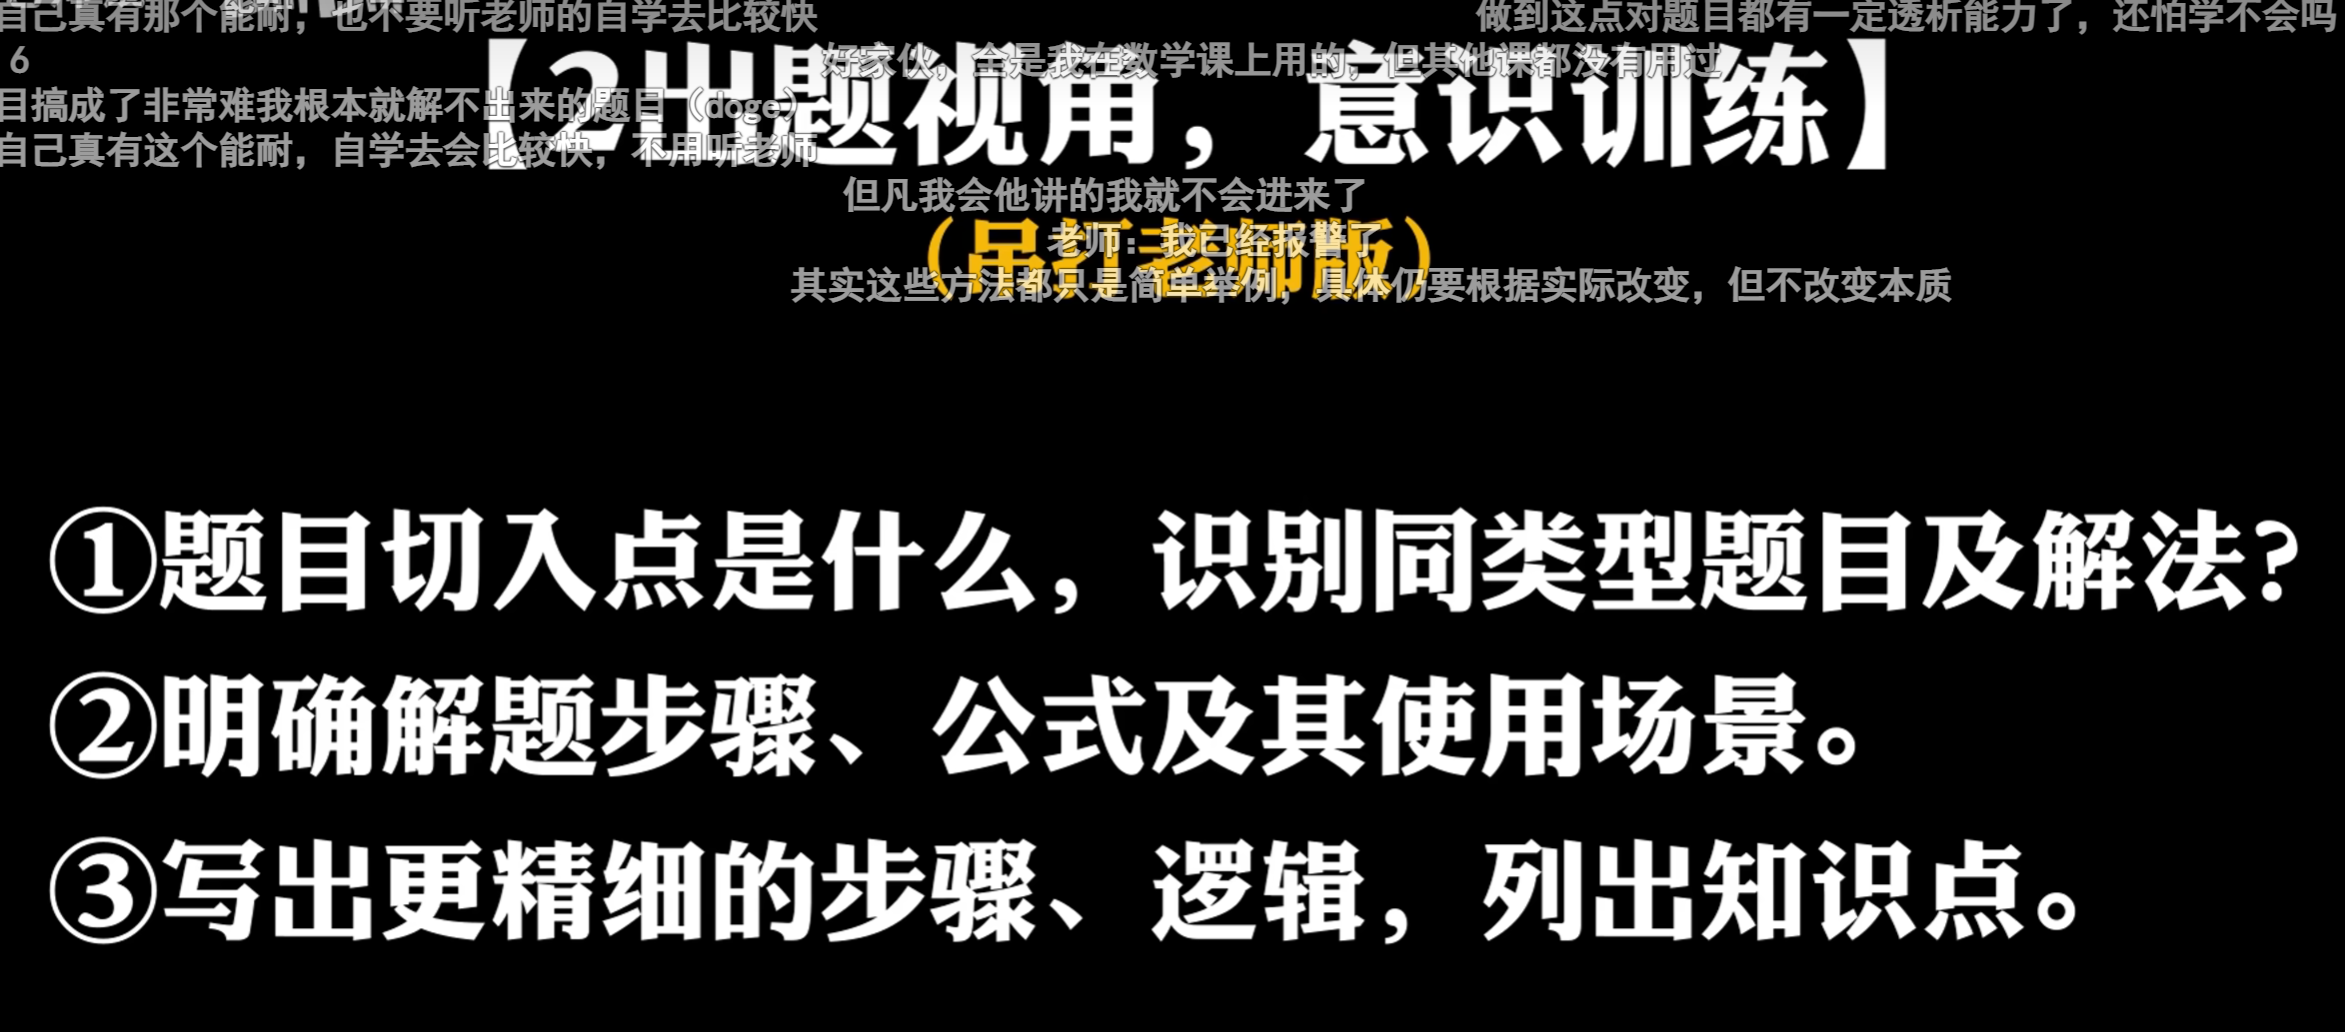 自己真有那个能耐，也不要听老师的自学去比较快
做到这点对题目都有一定透析能力了，还怕学不会吗
6
好家伙，全是我在数学课上用的，但其他课都没有用过
【2出题视角，意识训练】
目搞成了非常难我根本就解不出来的题目（doge）
自己真有这个能耐，自学去会比较快，不用听老师
但凡我会他讲的我就不会进来了
老师：我已经报警了
（吊打老师版）
其实这些方法都只是简单举例，具体仍要根据实际改变，但不改变本质
①题目切入点是什么，识别同类型题目及解法?
②明确解题步骤、公式及其使用场景。
③写出更精细的步骤、逻辑，列出知识点。